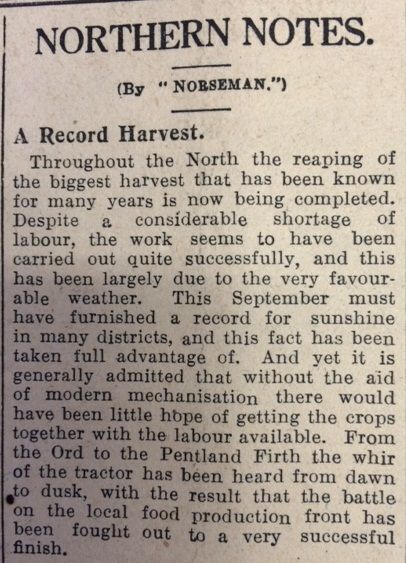 NORTHERN NOTES.
(By "NORSEMAN.")
A Record Harvest.
Throughout the North the reaping of
the biggest harvest that has been known
for many years is now being completed.
Despite a considerable shortage of
labour, the work seems to have been
carried out quite successfully, and this
has been largely due to the very favour-
able weather. This September must
have furnished a record for sunshine
in many districts, and this fact has been
taken full advantage of. And yet it is
generally admitted that without the aid
of modern mechanisation there would
have been little hope of getting the crops
together with the labour available. From
the Ord to the Pentland Firth the whir
of the tractor has been heard from dawn
to dusk, with the result that the battle
on the local food production front has
been fought out to a very successful
finish.